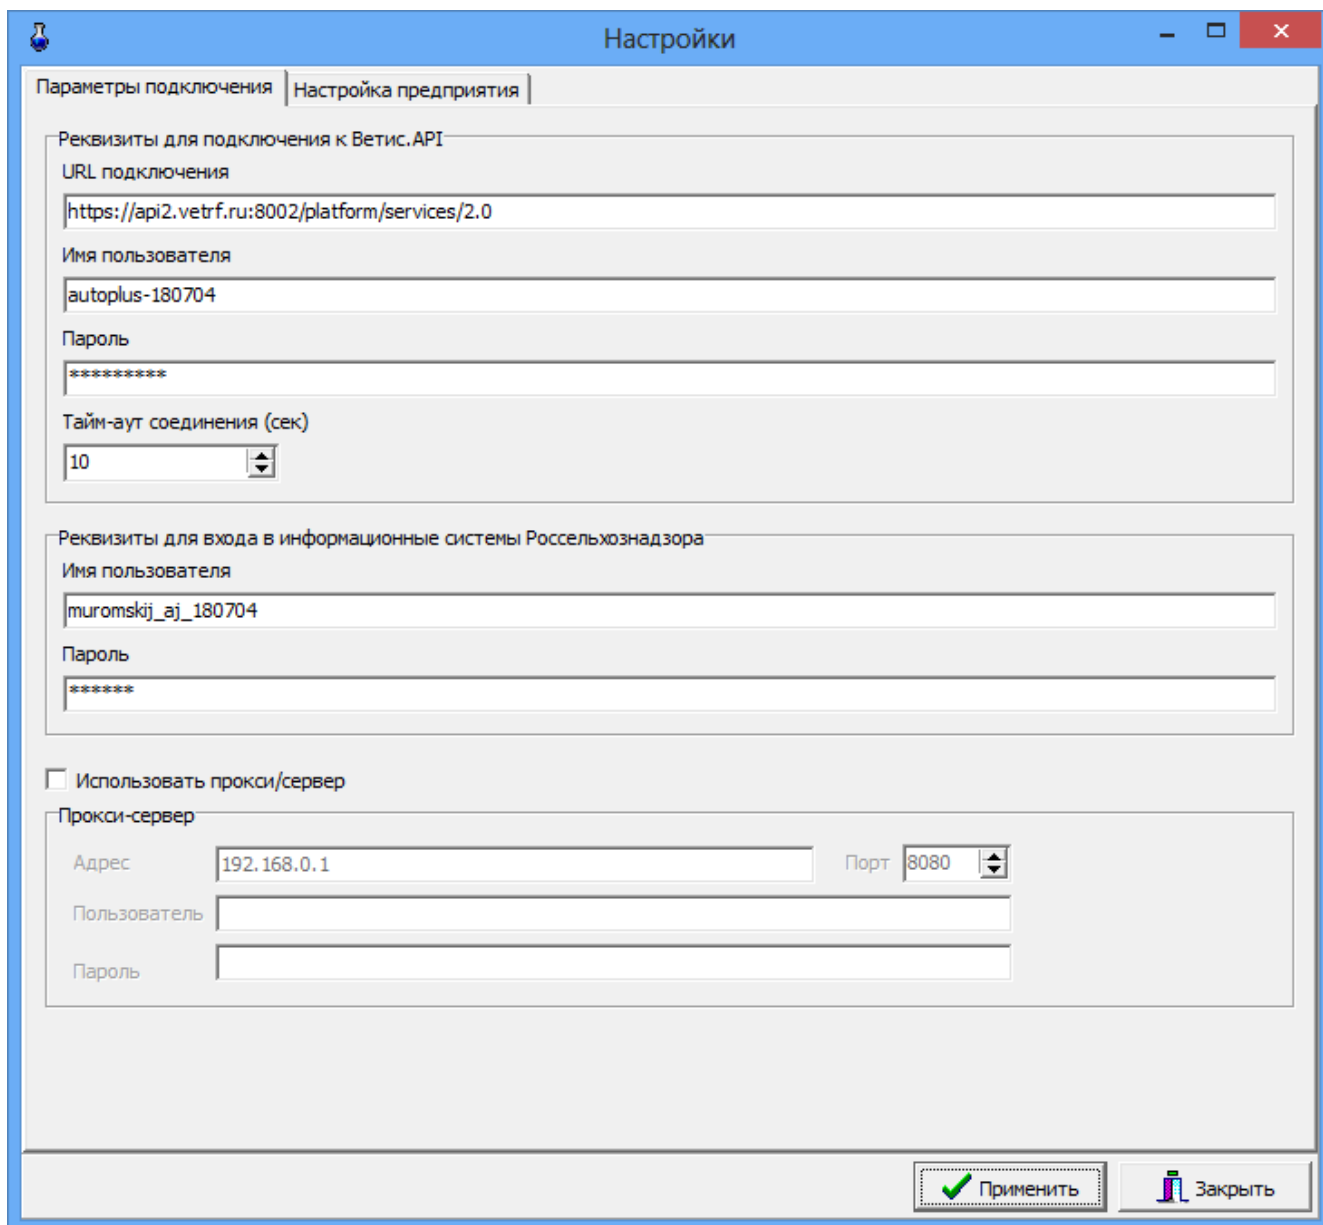 Настройки
Параметры подключения Настройка предприятия
Реквизиты для подключения к Ветис.API
URL подключения
https://api2.vetrf.ru:8002/platform/services/2.0
Имя пользователя
autoplus-180704
Пароль
*********
Тайм-аут соединения (сек)
10
Реквизиты для входа в информационные системы Россельхознадзора
Имя пользователя
muromskij_aj_180704
Пароль
******
Использовать прокси/сервер
Прокси-сервер
Адрес 192.168.0.1 Порт 8080
Пользователь
Пароль
Применить Закрыть